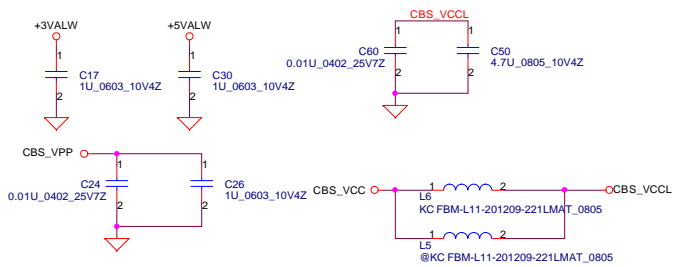 +3VALW
1
C17
1U_0603_10V4Z
2
+5VALW
1
C30
1U_0603_10V4Z
2
CBS_VCCL
1
C60
0.01U_0402_25V7Z
2
1
C50
4.7U_0805_10V4Z
2
CBS_VPP
1
C24
0.01U_0402_25V7Z
2
1
C26
1U_0603_10V4Z
2
CBS_VCC
1
2
CBS_VCCL
L6
KC FBM-L11-201209-221LMAT_0805
1
2
L5
@KC FBM-L11-201209-221LMAT_0805